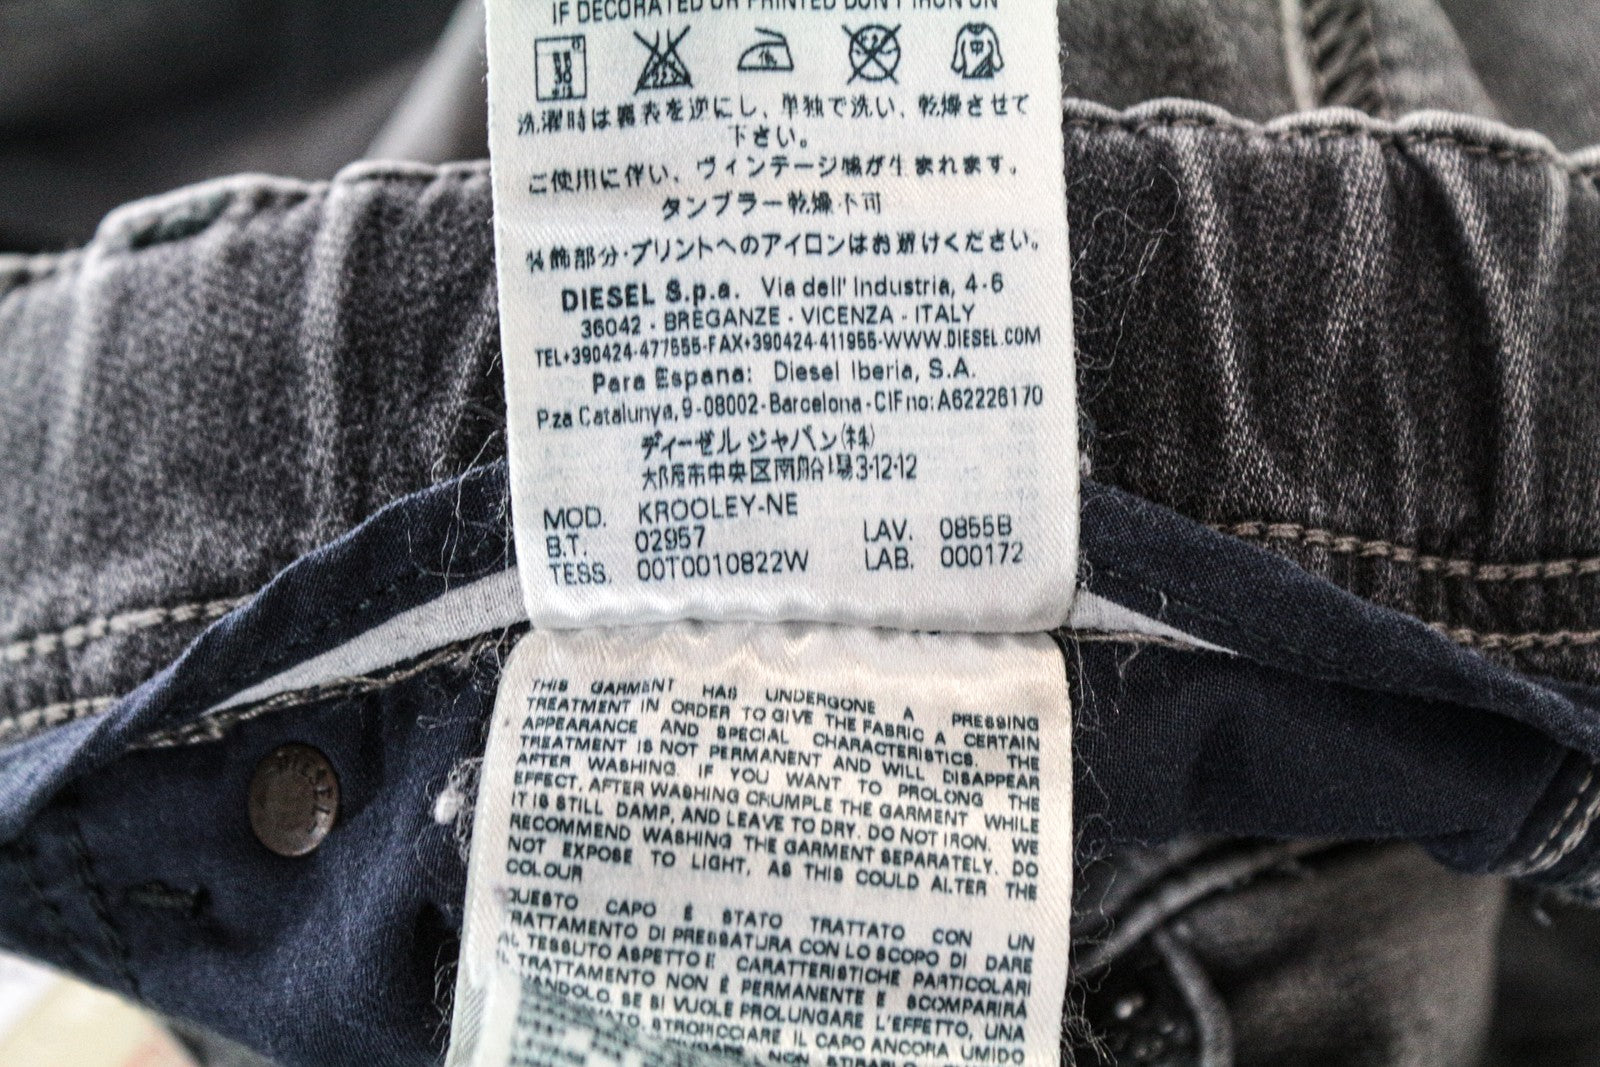 IF DECORATED OR PRINTED DON'T IRON ON
30
中
洗濯時は裏表を逆にし、単独で洗い、乾燥させて
下さい。
ご使用に伴い、ヴィンテージ感が生まれます。
タンブラー乾燥不可
装飾部分・プリントへのアイロンはお避けください。
DIESEL S.p.a. Via dell' Industria, 4-6
36042 - BREGANZE - VICENZA - ITALY
TEL+390424-477555-FAX+390424-411955-WWW.DIESEL.COM
Para Espana: Diesel Iberia, S.A.
Pza Catalunya, 9-08002-Barcelona-CIF no: A62226170
ディーゼル ジャパン(株)
大阪市中央区南船場3-12-12
MOD. KROOLEY-NE
B.T. 02957 LAV. 0855B
TESS. 00T0010822W LAB. 000172
THIS GARMENT HAS UNDERGONE A PRESSING
TREATMENT IN ORDER TO GIVE THE FABRIC A CERTAIN
APPEARANCE AND SPECIAL CHARACTERISTICS. THE
TREATMENT IS NOT PERMANENT AND WILL DISAPPEAR
AFTER WASHING. IF YOU WANT TO PROLONG THE
EFFECT, AFTER WASHING CRUMPLE THE GARMENT WHILE
IT IS STILL DAMP, AND LEAVE TO DRY. DO NOT IRON. WE
RECOMMEND WASHING THE GARMENT SEPARATELY. DO
NOT EXPOSE TO LIGHT, AS THIS COULD ALTER THE
COLOUR
QUESTO CAPO È STATO TRATTATO CON UN
TRATTAMENTO DI PRESSATURA CON LO SCOPO DI DARE
AL TESSUTO ASPETTO E CARATTERISTICHE PARTICOLARI
TRATTAMENTO NON È PERMANENTE E SCOMPARIRÀ
SE SI VUOLE PROLUNGARE L'EFFETTO, UNA
STROPICCIARE IL CAPO ANCORA UMIDO
NON STIRARLO
DIESEL